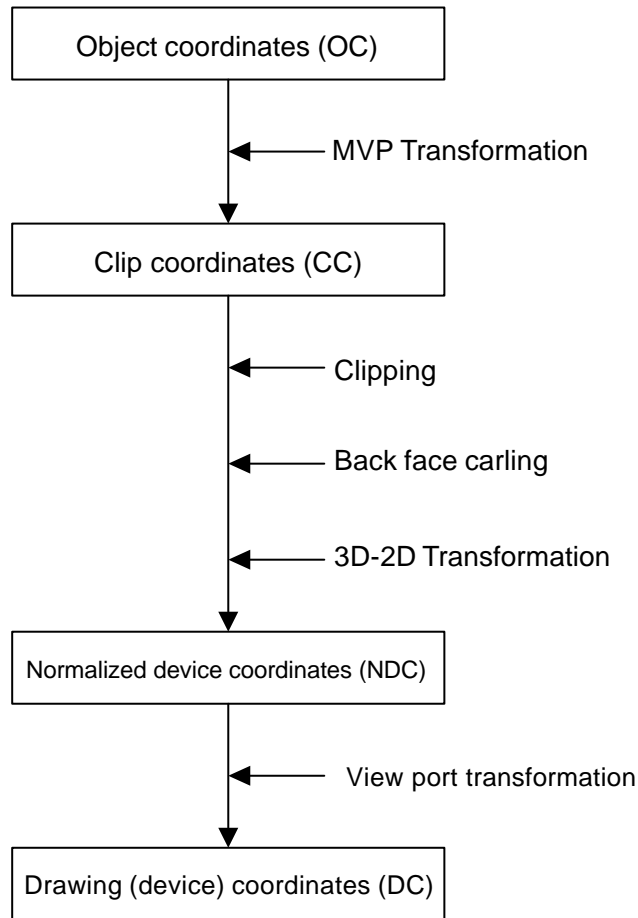 Object coordinates (OC)
MVP Transformation
Clip coordinates (CC)
Clipping
Back face carling
3D-2D Transformation
Normalized device coordinates (NDC)
View port transformation
Drawing (device) coordinates (DC)